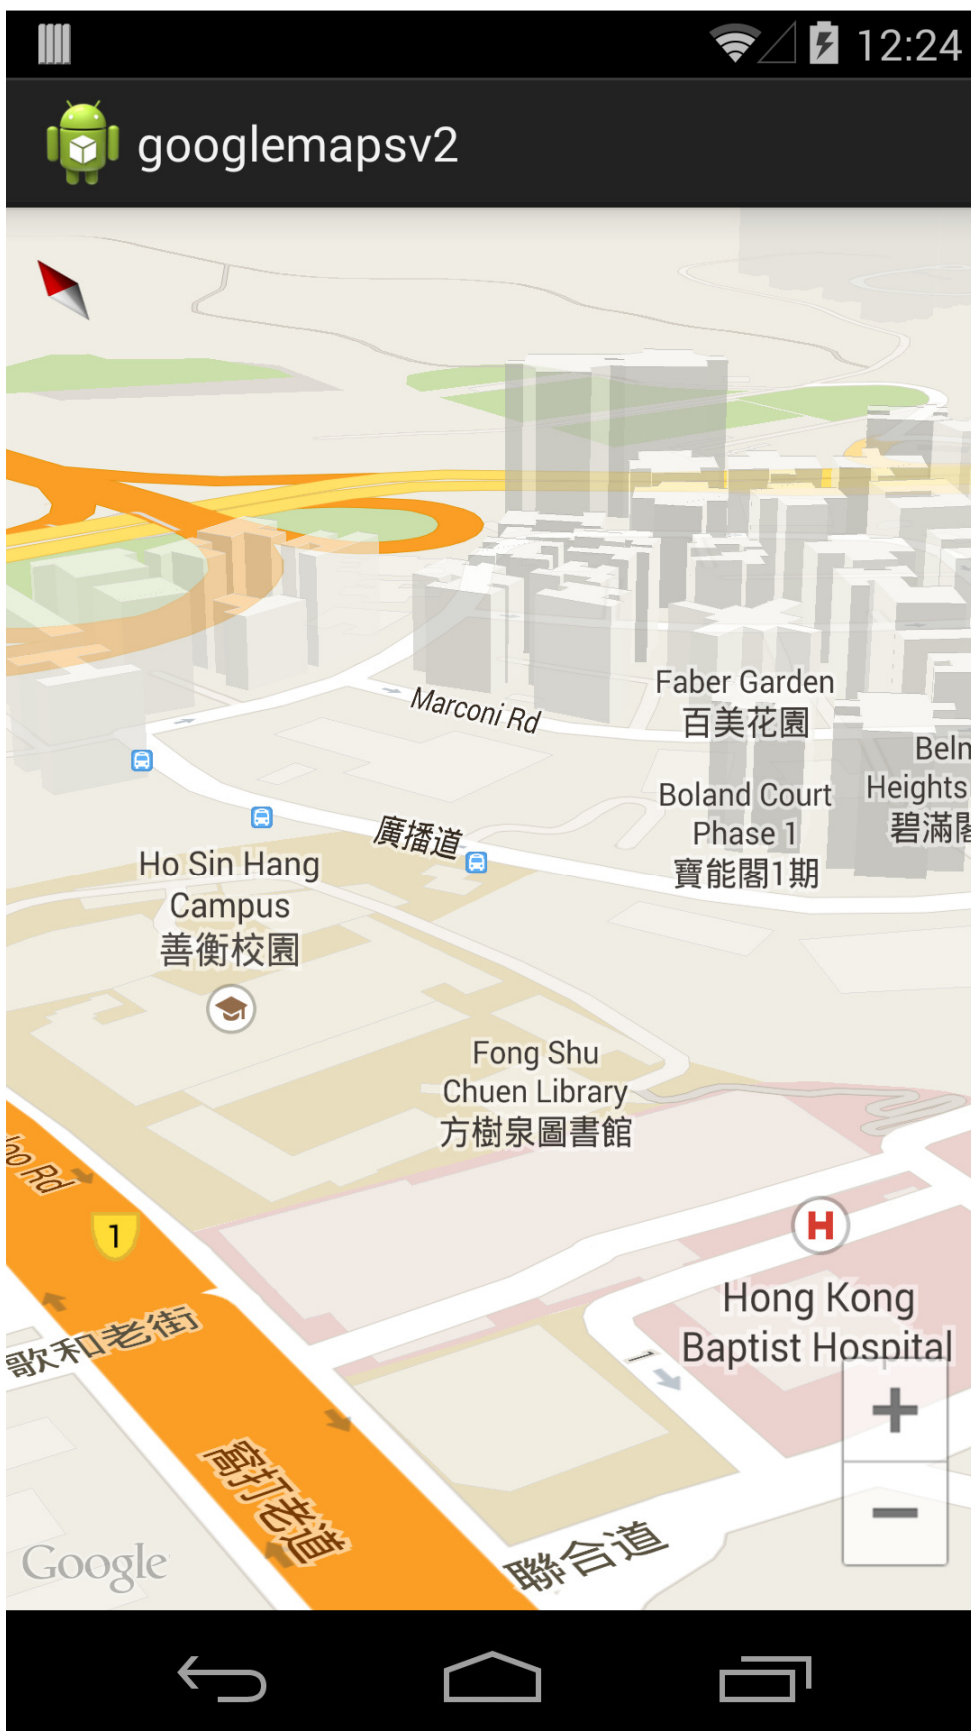 12:24
googlemapsv2
Marconi Rd
Faber Garden
百美花園
Boland Court
Phase 1
寶能閣1期
Heights
碧滿
廣播道
Ho Sin Hang
Campus
善衡校園
Fong Shu
Chuen Library
方樹泉圖書館
Rd
1
H
Hong Kong
Baptist Hospital
歌和老街
窩打老道
聯合道
+
−
Google